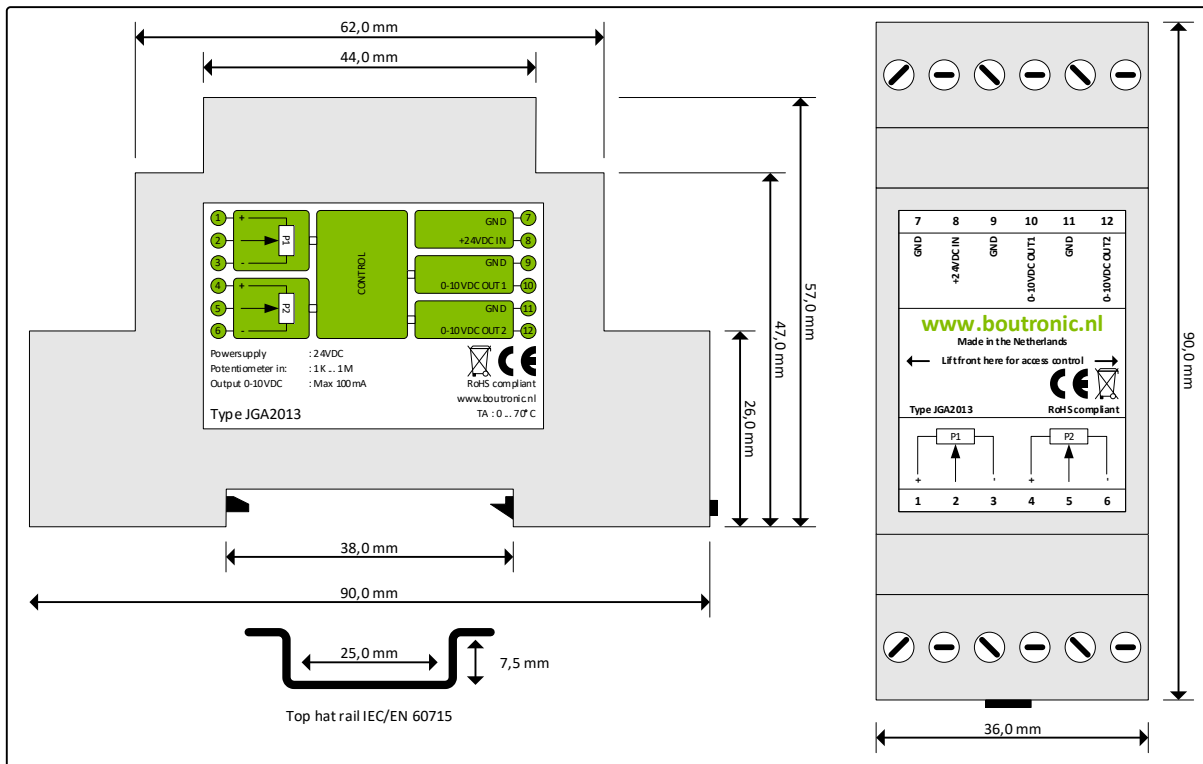 62,0 mm
44,0 mm
57,0 mm
47,0 mm
26,0 mm
1 + P1 GND 7
2 +24VDC IN 8
3 - GND 9
CONTROL
4 + P2 0-10VDC OUT 1 10
5 GND 11
6 - 0-10VDC OUT 2 12
Powersupply : 24VDC
Potentiometer in: : 1K ... 1M
Output 0-10VDC : Max 100mA
Type JGA2013
CE
RoHS compliant
www.boutronic.nl
TA : 0 ... 70°C
38,0 mm
90,0 mm
25,0 mm
7,5 mm
Top hat rail IEC/EN 60715
7 8 9 10 11 12
GND
+24VDC IN
GND
0-10VDC OUT1
GND
0-10VDC OUT2
www.boutronic.nl
Made in the Netherlands
Lift front here for access control
CE
Type JGA2013 RoHS compliant
P1 P2
+ - + -
1 2 3 4 5 6
90,0 mm
36,0 mm